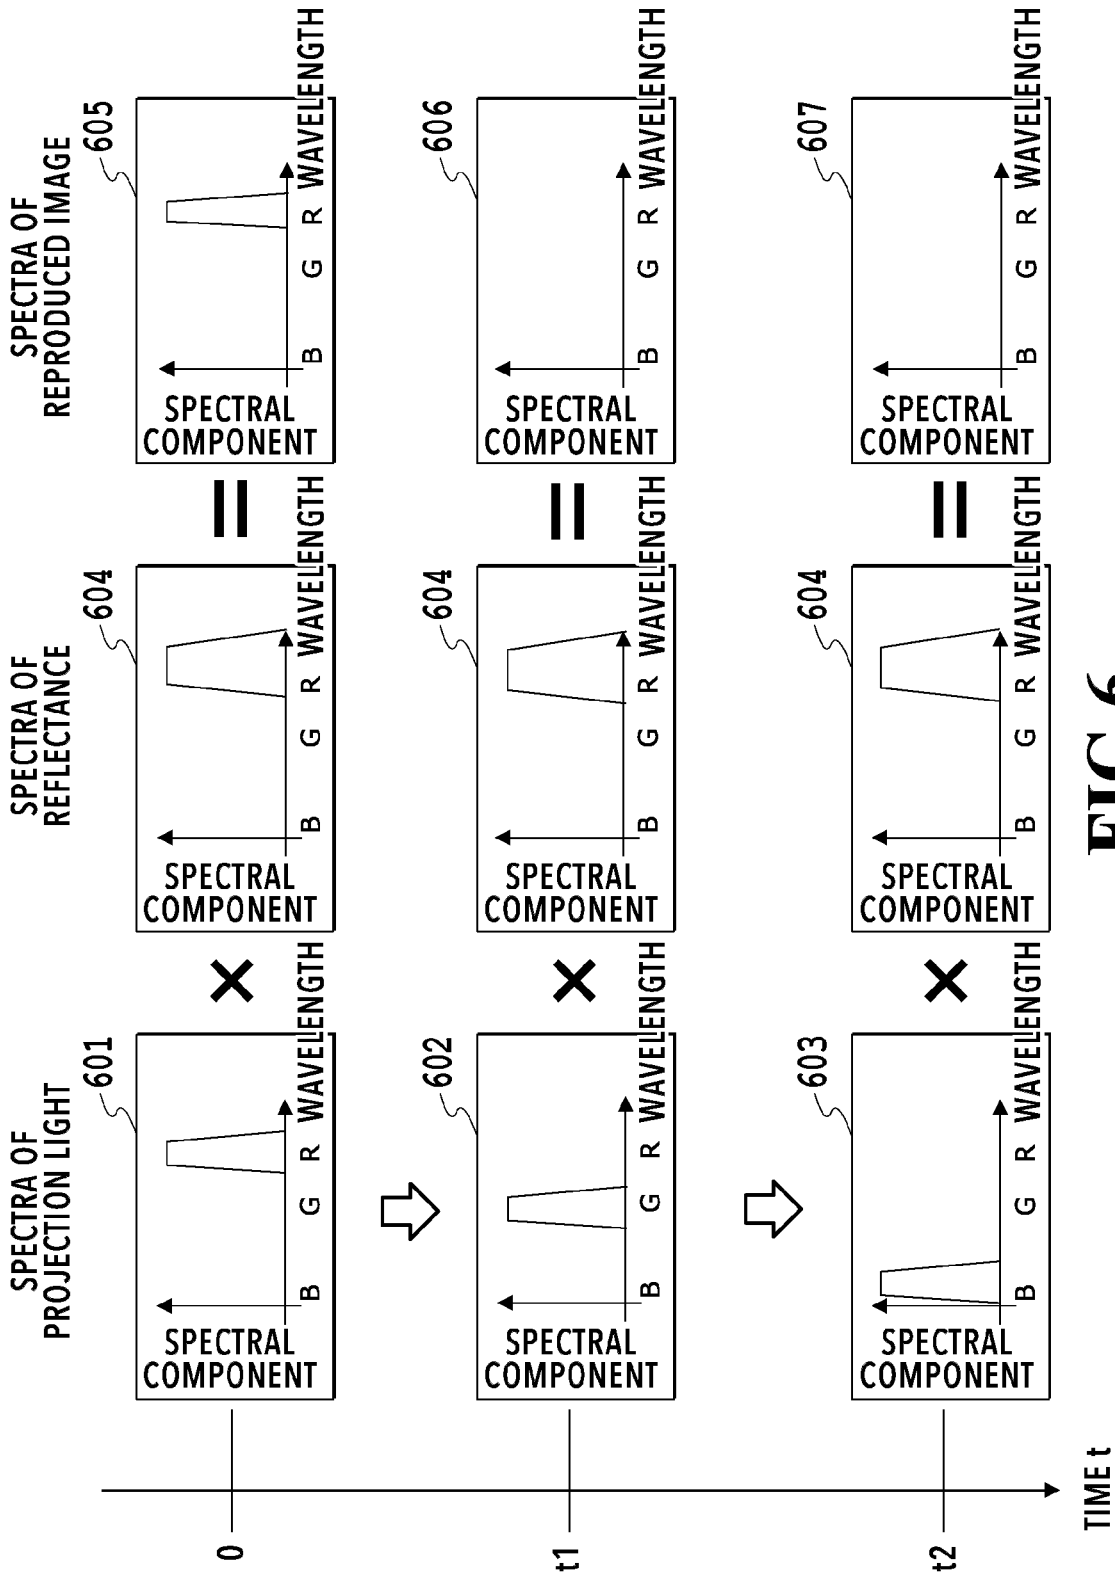 SPECTRA OF
PROJECTION LIGHT
SPECTRA OF
REFLECTANCE
SPECTRA OF
REPRODUCED IMAGE
0
601
SPECTRAL
COMPONENT
B G R WAVELENGTH
×
604
SPECTRAL
COMPONENT
B G R WAVELENGTH
=
605
SPECTRAL
COMPONENT
B G R WAVELENGTH
t1
602
SPECTRAL
COMPONENT
B G R WAVELENGTH
×
604
SPECTRAL
COMPONENT
B G R WAVELENGTH
=
606
SPECTRAL
COMPONENT
B G R WAVELENGTH
t2
603
SPECTRAL
COMPONENT
B G R WAVELENGTH
×
604
SPECTRAL
COMPONENT
B G R WAVELENGTH
=
607
SPECTRAL
COMPONENT
B G R WAVELENGTH
TIME t
FIG.6